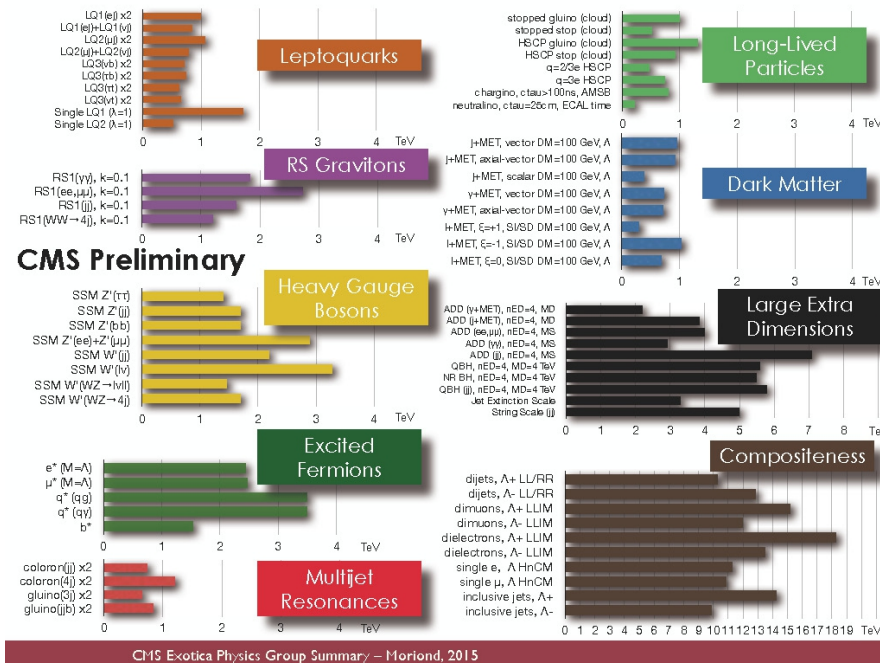 LQ1(ej) x2
LQ1(ej)+LQ1(νj)
LQ2(μj) x2
LQ2(μj)+LQ2(νj)
LQ3(νb) x2
LQ3(τb) x2
LQ3(τt) x2
LQ3(νt) x2
Single LQ1 (λ=1)
Single LQ2 (λ=1)
0 1 2 3 4 TeV
Leptoquarks
RS Gravitons
RS1(γγ), k=0.1
RS1(ee,μμ), k=0.1
RS1(jj), k=0.1
RS1(WW→4j), k=0.1
0 1 2 3 4 TeV
CMS Preliminary
Heavy Gauge
Bosons
SSM Z'(ττ)
SSM Z'(jj)
SSM Z'(bb)
SSM Z'(ee)+Z'(μμ)
SSM W'(jj)
SSM W'(lν)
SSM W'(WZ→lνll)
SSM W'(WZ→4j)
0 1 2 3 4 TeV
Excited
Fermions
e* (M=Λ)
μ* (M=Λ)
q* (qg)
q* (qγ)
b*
0 1 2 3 4 TeV
coloron(jj) x2
coloron(4j) x2
gluino(3j) x2
gluino(jjb) x2
0 1 2 3 4 TeV
Multijet
Resonances
stopped gluino (cloud)
stopped stop (cloud)
HSCP gluino (cloud)
HSCP stop (cloud)
q=2/3e HSCP
q=3e HSCP
chargino, ctau>100ns, AMSB
neutralino, ctau=25cm, ECAL time
0 1 2 3 4 TeV
Long-Lived
Particles
j+MET, vector DM=100 GeV, Λ
j+MET, axial-vector DM=100 GeV, Λ
j+MET, scalar DM=100 GeV, Λ
γ+MET, vector DM=100 GeV, Λ
γ+MET, axial-vector DM=100 GeV, Λ
l+MET, ξ=+1, SI/SD DM=100 GeV, Λ
l+MET, ξ=-1, SI/SD DM=100 GeV, Λ
l+MET, ξ=0, SI/SD DM=100 GeV, Λ
0 1 2 3 4 TeV
Dark Matter
Large Extra
Dimensions
ADD (γ+MET), nED=4, MD
ADD (j+MET), nED=4, MD
ADD (ee,μμ), nED=4, MS
ADD (γγ), nED=4, MS
ADD (jj), nED=4, MS
QBH, nED=4, MD=4 TeV
NR BH, nED=4, MD=4 TeV
QBH (jj), nED=4, MD=4 TeV
Jet Extinction Scale
String Scale (jj)
0 1 2 3 4 5 6 7 8 9 TeV
Compositeness
dijets, Λ+ LL/RR
dijets, Λ- LL/RR
dimuons, Λ+ LLIM
dimuons, Λ- LLIM
dielectrons, Λ+ LLIM
dielectrons, Λ- LLIM
single e, Λ HnCM
single μ, Λ HnCM
inclusive jets, Λ+
inclusive jets, Λ-
0 1 2 3 4 5 6 7 8 9 10 11 12 13 14 15 16 17 18 19 TeV
CMS Exotica Physics Group Summary – Moriond, 2015